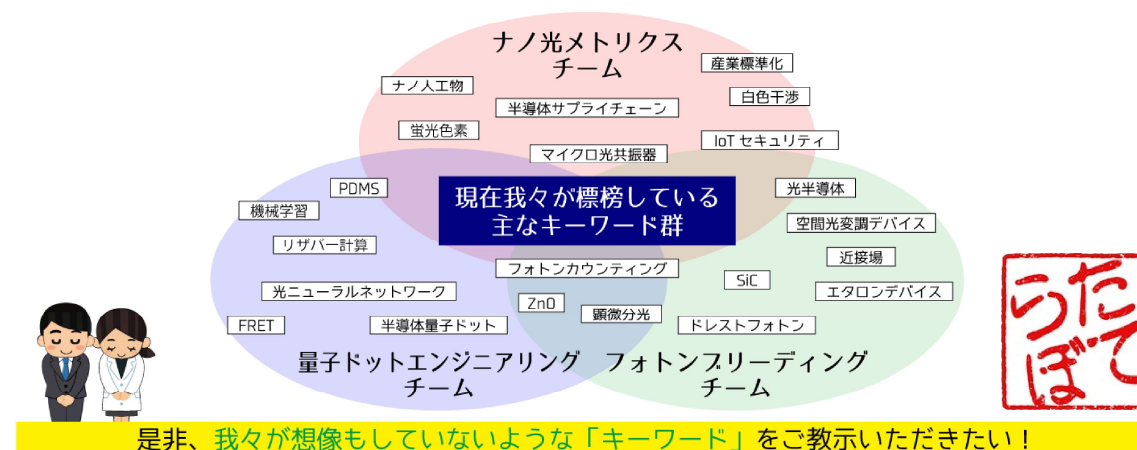 ナノ光メトリクス
チーム
産業標準化
ナノ人工物
白色干渉
半導体サプライチェーン
蛍光色素
IoT セキュリティ
マイクロ光共振器
PDMS
現在我々が標榜している
主なキーワード群
光半導体
機械学習
空間光変調デバイス
リザバー計算
近接場
フォトンカウンティング
SiC
光ニューラルネットワーク
エタロンデバイス
ZnO
顕微分光
FRET
半導体量子ドット
ドレストフォトン
量子ドットエンジニアリング
チーム
フォトンブリーディング
チーム
たて
らぼ
是非、我々が想像もしていないような「キーワード」をご教示いただきたい!